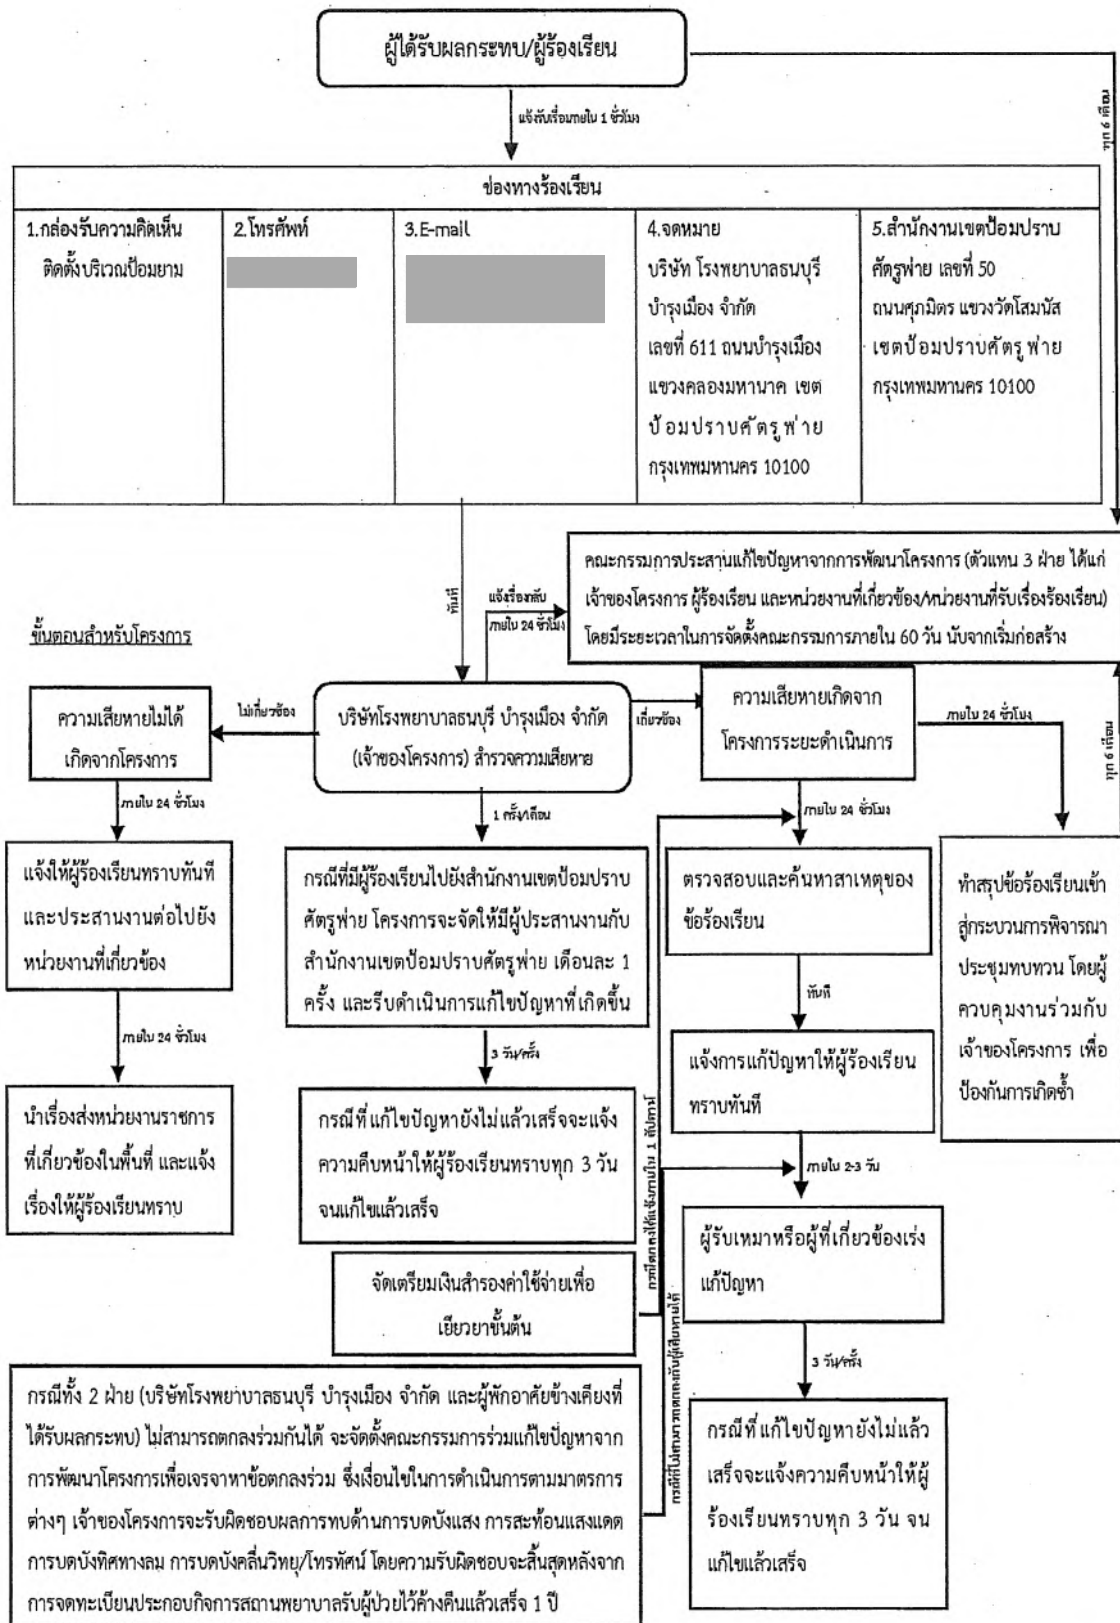 ผู้ได้รับผลกระทบ/ผู้ร้องเรียน
แจ้งรับเรื่องภายใน 1 ชั่วโมง
ทุก 6 เดือน
ช่องทางร้องเรียน
1.กล่องรับความคิดเห็น
ติดตั้งบริเวณป้อมยาม
2.โทรศัพท์
3.E-mail
4.จดหมาย
บริษัท โรงพยาบาลธนบุรี
บำรุงเมือง จำกัด
เลขที่ 611 ถนนบำรุงเมือง
แขวงคลองมหานาค เขต
ป้อมปราบศัตรูพ่าย
กรุงเทพมหานคร 10100
5.สำนักงานเขตป้อมปราบ
ศัตรูพ่าย เลขที่ 50
ถนนศุภมิตร แขวงวัดโสมนัส
เขตป้อมปราบศัตรูพ่าย
กรุงเทพมหานคร 10100
ทันที
แจ้งเรื่องกลับ
ภายใน 24 ชั่วโมง
คณะกรรมการประสานแก้ไขปัญหาจากการพัฒนาโครงการ (ตัวแทน 3 ฝ่าย ได้แก่
เจ้าของโครงการ ผู้ร้องเรียน และหน่วยงานที่เกี่ยวข้อง/หน่วยงานที่รับเรื่องร้องเรียน)
โดยมีระยะเวลาในการจัดตั้งคณะกรรมการภายใน 60 วัน นับจากเริ่มก่อสร้าง
ขั้นตอนสำหรับโครงการ
ความเสียหายไม่ได้
เกิดจากโครงการ
ไม่เกี่ยวข้อง
บริษัทโรงพยาบาลธนบุรี บำรุงเมือง จำกัด
(เจ้าของโครงการ) สำรวจความเสียหาย
เกี่ยวข้อง
ความเสียหายเกิดจาก
โครงการระยะดำเนินการ
ภายใน 24 ชั่วโมง
ทุก 6 เดือน
ภายใน 24 ชั่วโมง
1 ครั้ง/เดือน
ภายใน 24 ชั่วโมง
แจ้งให้ผู้ร้องเรียนทราบทันที
และประสานงานต่อไปยัง
หน่วยงานที่เกี่ยวข้อง
กรณีที่มีผู้ร้องเรียนไปยังสำนักงานเขตป้อมปราบ
ศัตรูพ่าย โครงการจะจัดให้มีผู้ประสานงานกับ
สำนักงานเขตป้อมปราบศัตรูพ่าย เดือนละ 1
ครั้ง และรีบดำเนินการแก้ไขปัญหาที่เกิดขึ้น
ตรวจสอบและค้นหาสาเหตุของ
ข้อร้องเรียน
ทำสรุปข้อร้องเรียนเข้า
สู่กระบวนการพิจารณา
ประชุมทบทวน โดยผู้
ควบคุมงานร่วมกับ
เจ้าของโครงการ เพื่อ
ป้องกันการเกิดซ้ำ
ทันที
ภายใน 24 ชั่วโมง
3 วัน/ครั้ง
แจ้งการแก้ปัญหาให้ผู้ร้องเรียน
ทราบทันที
นำเรื่องส่งหน่วยงานราชการ
ที่เกี่ยวข้องในพื้นที่ และแจ้ง
เรื่องให้ผู้ร้องเรียนทราบ
กรณีที่แก้ไขปัญหายังไม่แล้วเสร็จจะแจ้ง
ความคืบหน้าให้ผู้ร้องเรียนทราบทุก 3 วัน
จนแก้ไขแล้วเสร็จ
กรณีตกลงได้แจ้งภายใน 1 สัปดาห์
ภายใน 2-3 วัน
ผู้รับเหมาหรือผู้ที่เกี่ยวข้องเร่ง
แก้ปัญหา
จัดเตรียมเงินสำรองค่าใช้จ่ายเพื่อ
เยียวยาขั้นต้น
กรณีที่ไม่สามารถตกลงกับผู้เสียหายได้
3 วัน/ครั้ง
กรณีทั้ง 2 ฝ่าย (บริษัทโรงพยาบาลธนบุรี บำรุงเมือง จำกัด และผู้พักอาศัยข้างเคียงที่
ได้รับผลกระทบ) ไม่สามารถตกลงร่วมกันได้ จะจัดตั้งคณะกรรมการร่วมแก้ไขปัญหาจาก
การพัฒนาโครงการเพื่อเจรจาหาข้อตกลงร่วม ซึ่งเงื่อนไขในการดำเนินการตามมาตรการ
ต่างๆ เจ้าของโครงการจะรับผิดชอบผลการทบด้านการบดบังแสง การสะท้อนแสงแดด
การบดบังทิศทางลม การบดบังคลื่นวิทยุ/โทรทัศน์ โดยความรับผิดชอบจะสิ้นสุดหลังจาก
การจดทะเบียนประกอบกิจการสถานพยาบาลรับผู้ป่วยไว้ค้างคืนแล้วเสร็จ 1 ปี
กรณีที่แก้ไขปัญหายังไม่แล้ว
เสร็จจะแจ้งความคืบหน้าให้ผู้
ร้องเรียนทราบทุก 3 วัน จน
แก้ไขแล้วเสร็จ